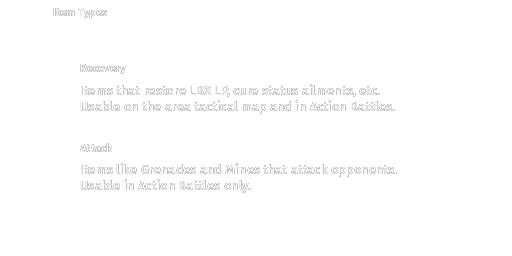 Item Types
Recovery
Items that restore LBX LP, cure status ailments, etc.
Usable on the area tactical map and in Action Battles.
Attack
Items like Grenades and Mines that attack opponents.
Usable in Action Battles only.